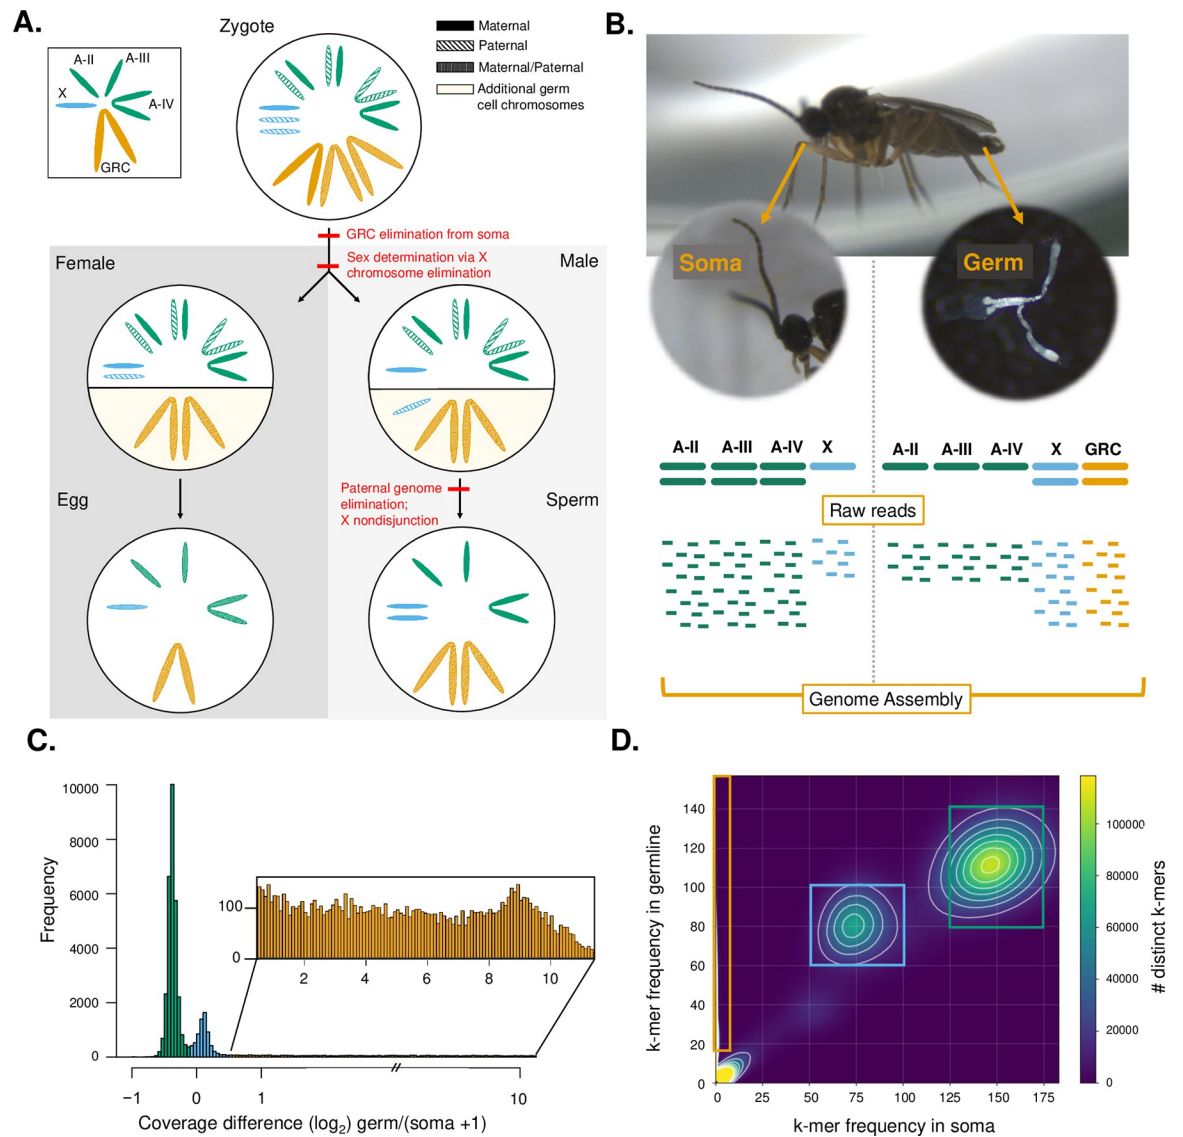 A.
Zygote
Maternal
Paternal
Maternal/Paternal
Additional germ
cell chromosomes
A-II
A-III
X
A-IV
GRC
GRC elimination from soma
Sex determination via X
chromosome elimination
Female
Male
Egg
Paternal genome
elimination;
X nondisjunction
Sperm
B.
Soma
Germ
A-II A-III A-IV X
A-II A-III A-IV X GRC
Raw reads
Genome Assembly
C.
Frequency
10000
8000
6000
4000
2000
0
100
0
2 4 6 8 10
−1 0 1 // 10
Coverage difference (log₂) germ/(soma +1)
D.
k-mer frequency in germline
140
120
100
80
60
40
20
0
0 25 50 75 100 125 150 175
k-mer frequency in soma
100000
80000
60000
40000
20000
0
# distinct k-mers